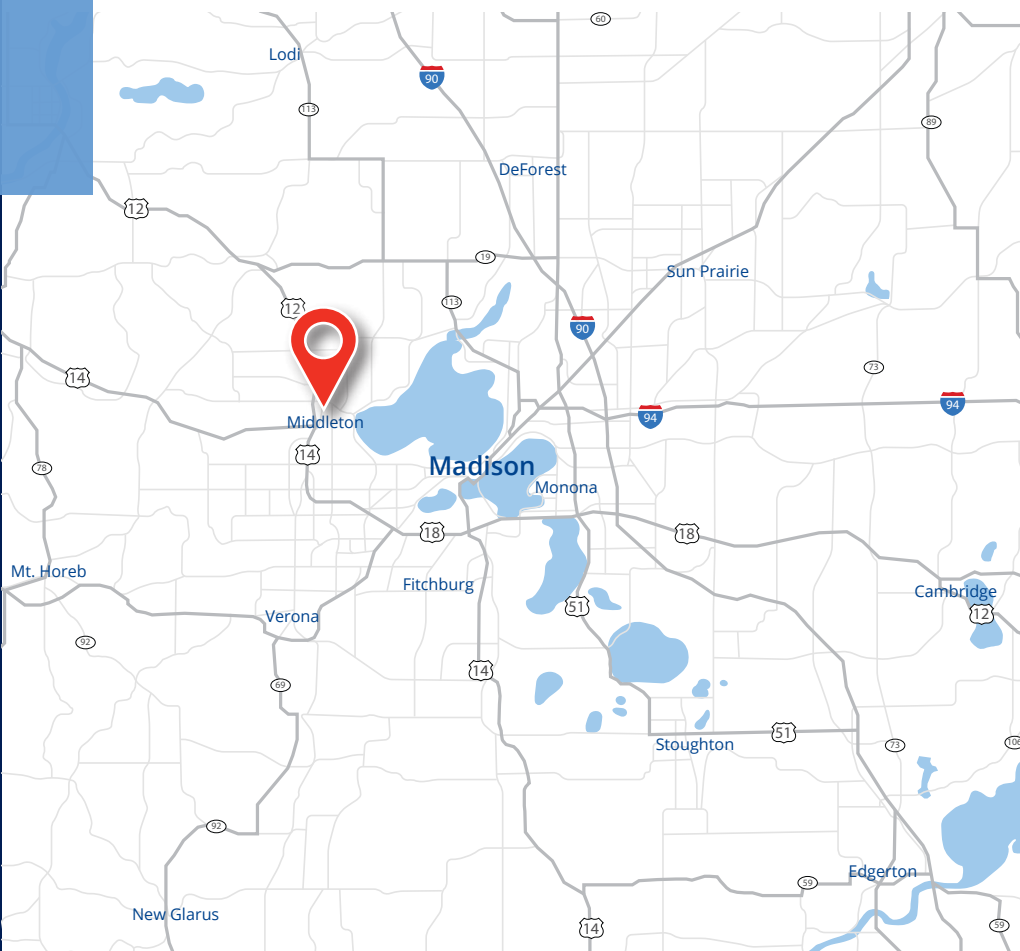 60
Lodi
90
113
89
DeForest
12
19
Sun Prairie
113
12
90
73
14
94
94
Middleton
14
Madison
78
Monona
18
18
Mt. Horeb
Fitchburg
Cambridge
51
12
Verona
92
14
69
51
Stoughton
73
106
92
Edgerton
59
New Glarus
59
14